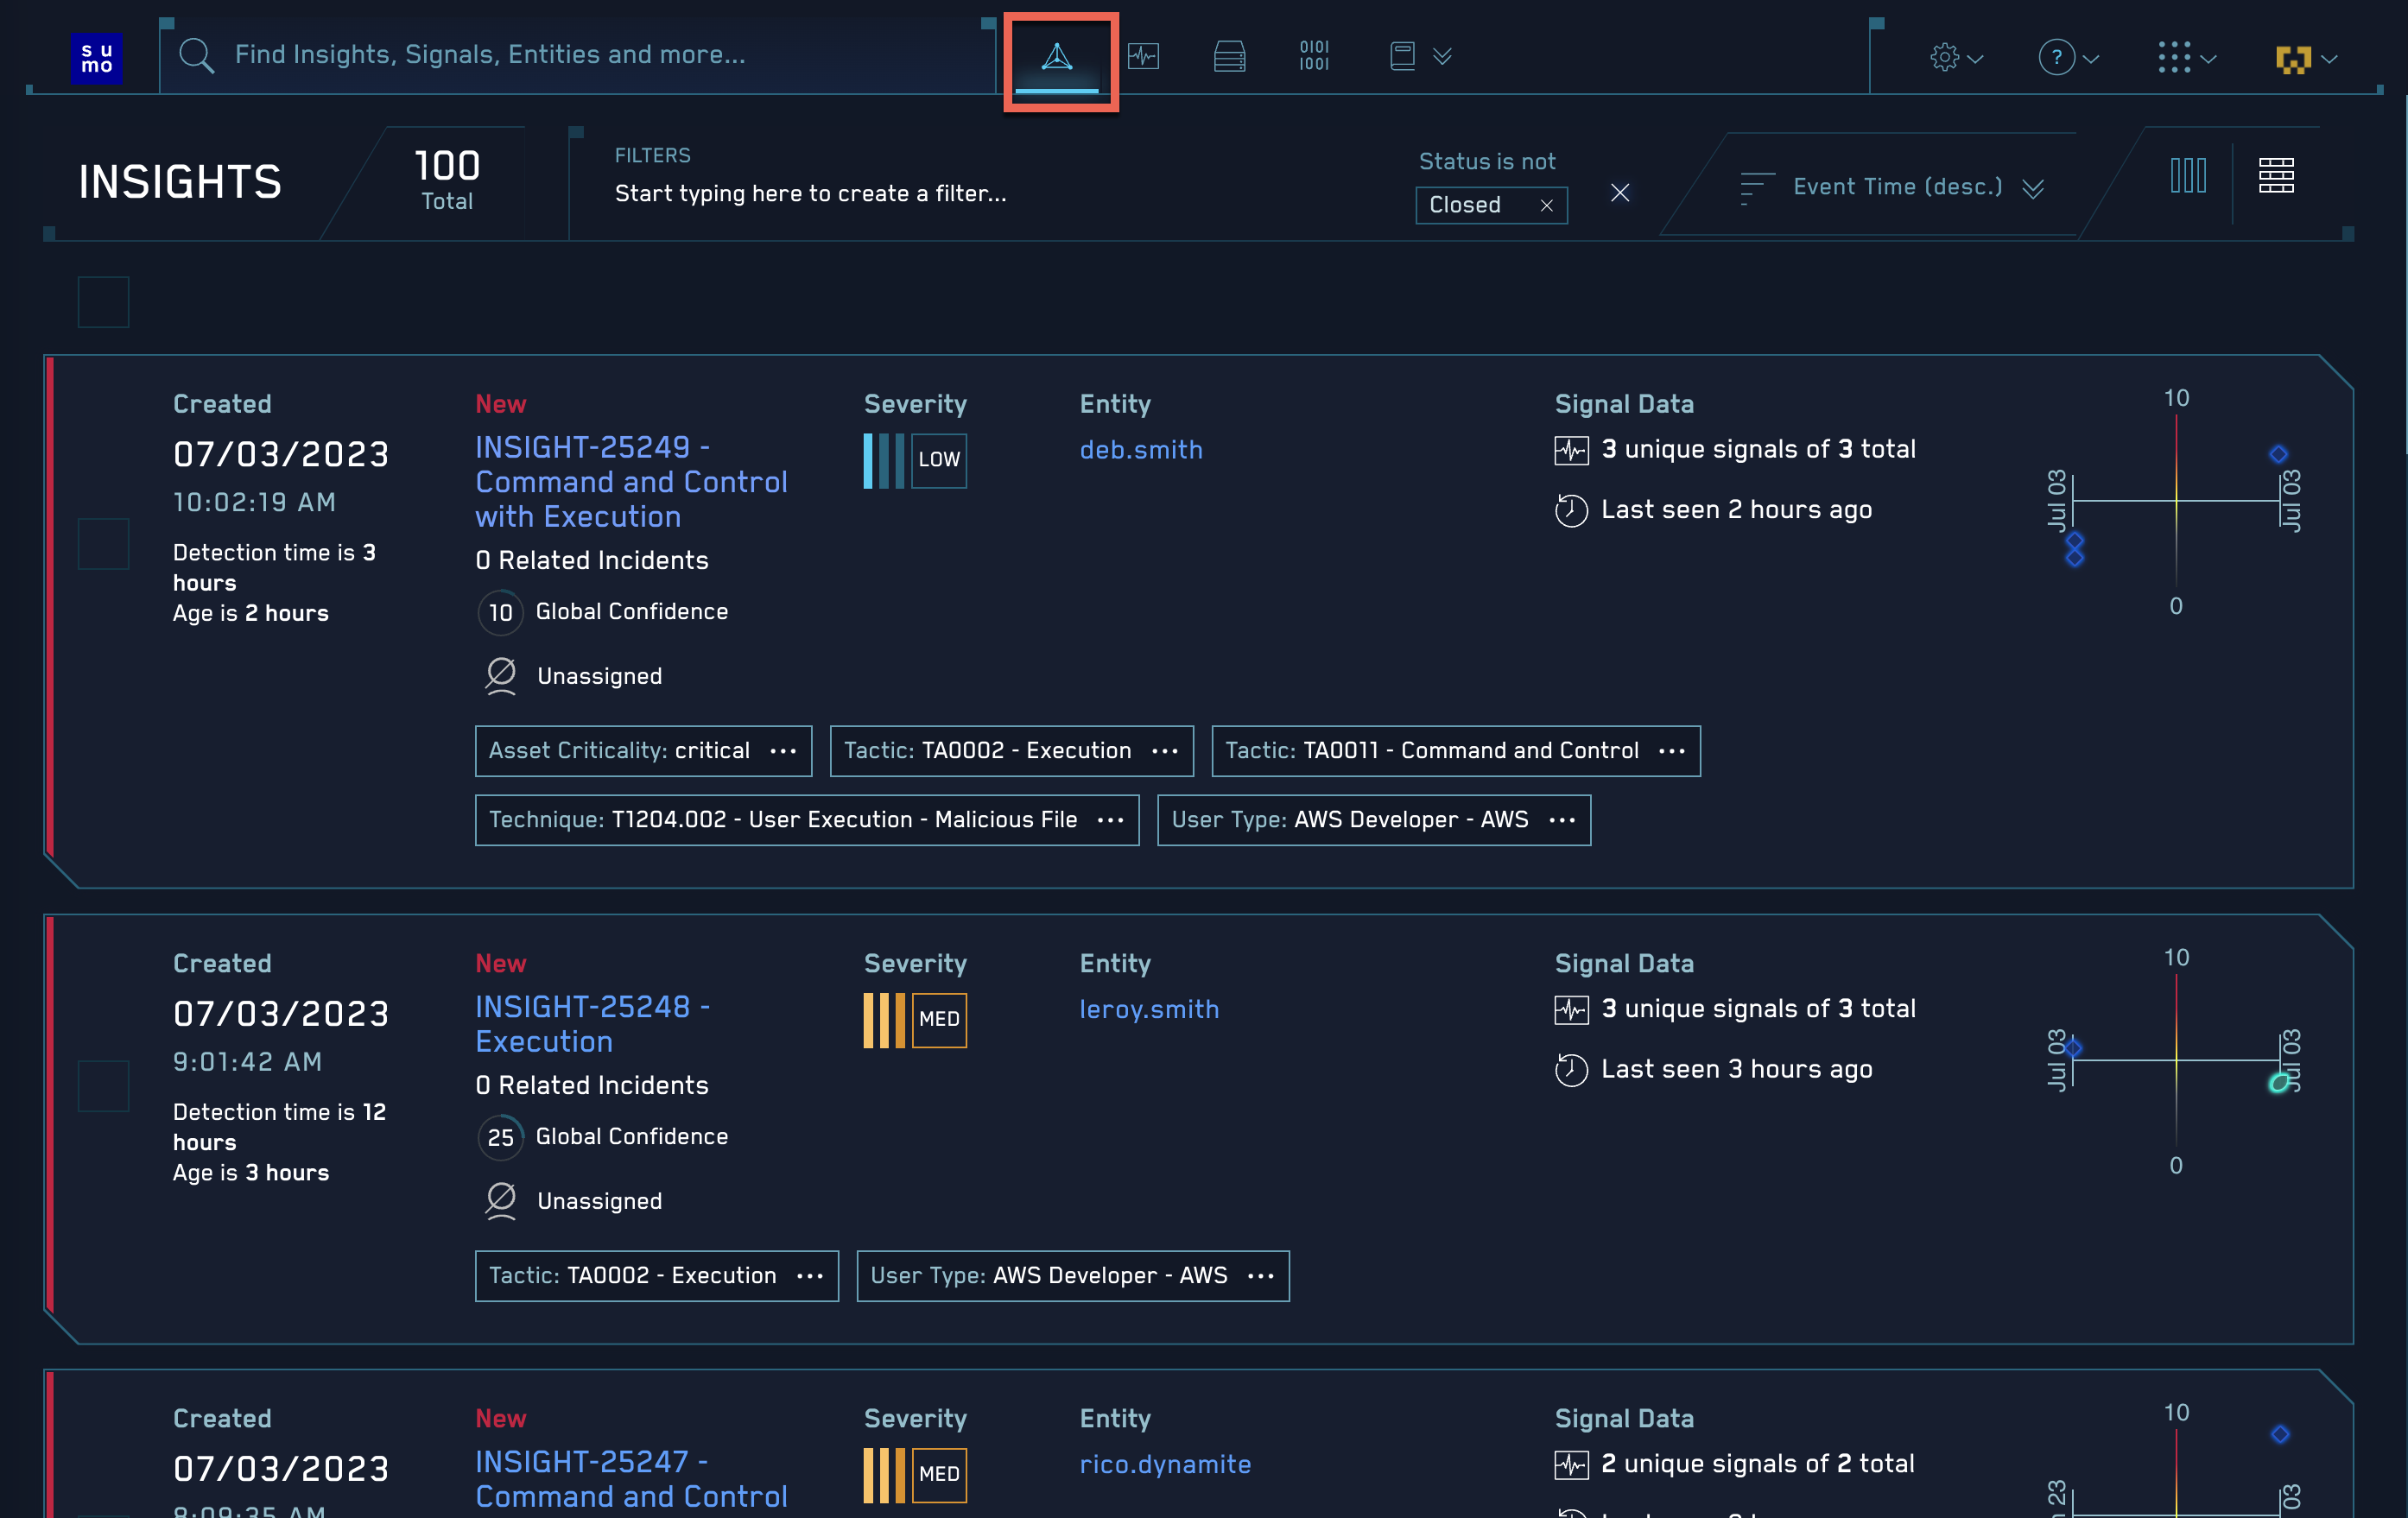 su
mo
Find Insights, Signals, Entities and more...
0101
1001
?
INSIGHTS
100
Total
FILTERS
Start typing here to create a filter...
Status is not
Closed
Event Time (desc.)
Created
07/03/2023
10:02:19 AM
Detection time is 3
hours
Age is 2 hours
New
INSIGHT-25249 -
Command and Control
with Execution
0 Related Incidents
10 Global Confidence
Unassigned
Severity
LOW
Entity
deb.smith
Signal Data
3 unique signals of 3 total
Last seen 2 hours ago
10
Jul 03
Jul 03
0
Asset Criticality: critical ...
Tactic: TA0002 - Execution ...
Tactic: TA0011 - Command and Control ...
Technique: T1204.002 - User Execution - Malicious File ...
User Type: AWS Developer - AWS ...
Created
07/03/2023
9:01:42 AM
Detection time is 12
hours
Age is 3 hours
New
INSIGHT-25248 -
Execution
0 Related Incidents
25 Global Confidence
Unassigned
Severity
MED
Entity
leroy.smith
Signal Data
3 unique signals of 3 total
Last seen 3 hours ago
10
Jul 03
Jul 03
0
Tactic: TA0002 - Execution ...
User Type: AWS Developer - AWS ...
Created
07/03/2023
8:09:35 AM
New
INSIGHT-25247 -
Command and Control
Severity
MED
Entity
rico.dynamite
Signal Data
2 unique signals of 2 total
10
23
03